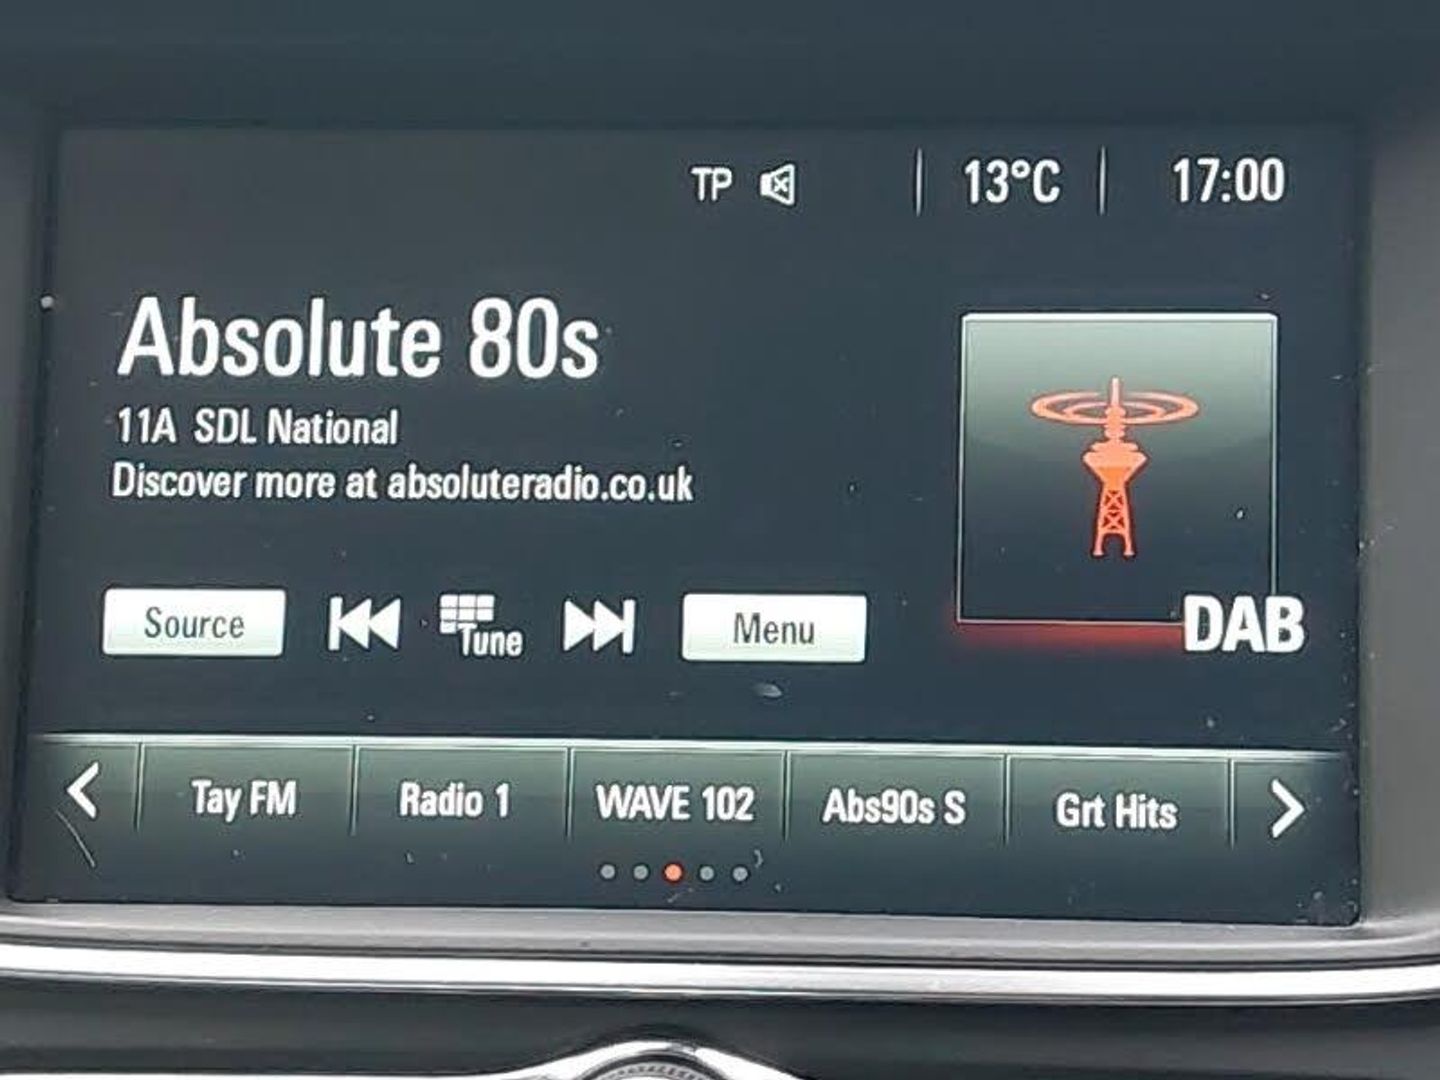 TP 13°C 17:00
Absolute 80s
11A SDL National
Discover more at absoluteradio.co.uk
Source Tune Menu
DAB
Tay FM Radio 1 WAVE 102 Abs90s S Grt Hits